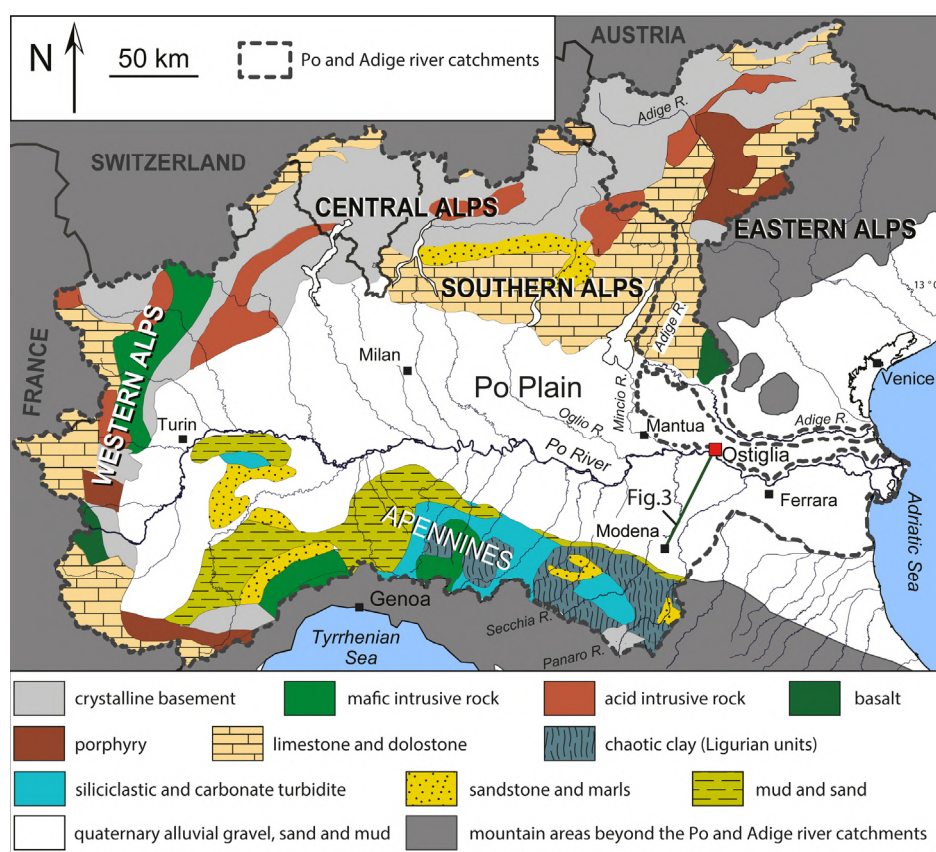 N
50 km
Po and Adige river catchments
AUSTRIA
Adige R.
SWITZERLAND
CENTRAL ALPS
EASTERN ALPS
SOUTHERN ALPS
13 °
FRANCE
WESTERN ALPS
Adige R.
Milan
Po Plain
Venice
Mincio R.
Oglio R
Turin
Mantua
Adige R.
Po River
Ostiglia
Fig.3
Ferrara
Modena
APENNINES
Adriatic Sea
Genoa
Secchia R.
Tyrrhenian
Sea
Panaro R.
crystalline basement
mafic intrusive rock
acid intrusive rock
basalt
porphyry
limestone and dolostone
chaotic clay (Ligurian units)
siliciclastic and carbonate turbidite
sandstone and marls
mud and sand
quaternary alluvial gravel, sand and mud
mountain areas beyond the Po and Adige river catchments